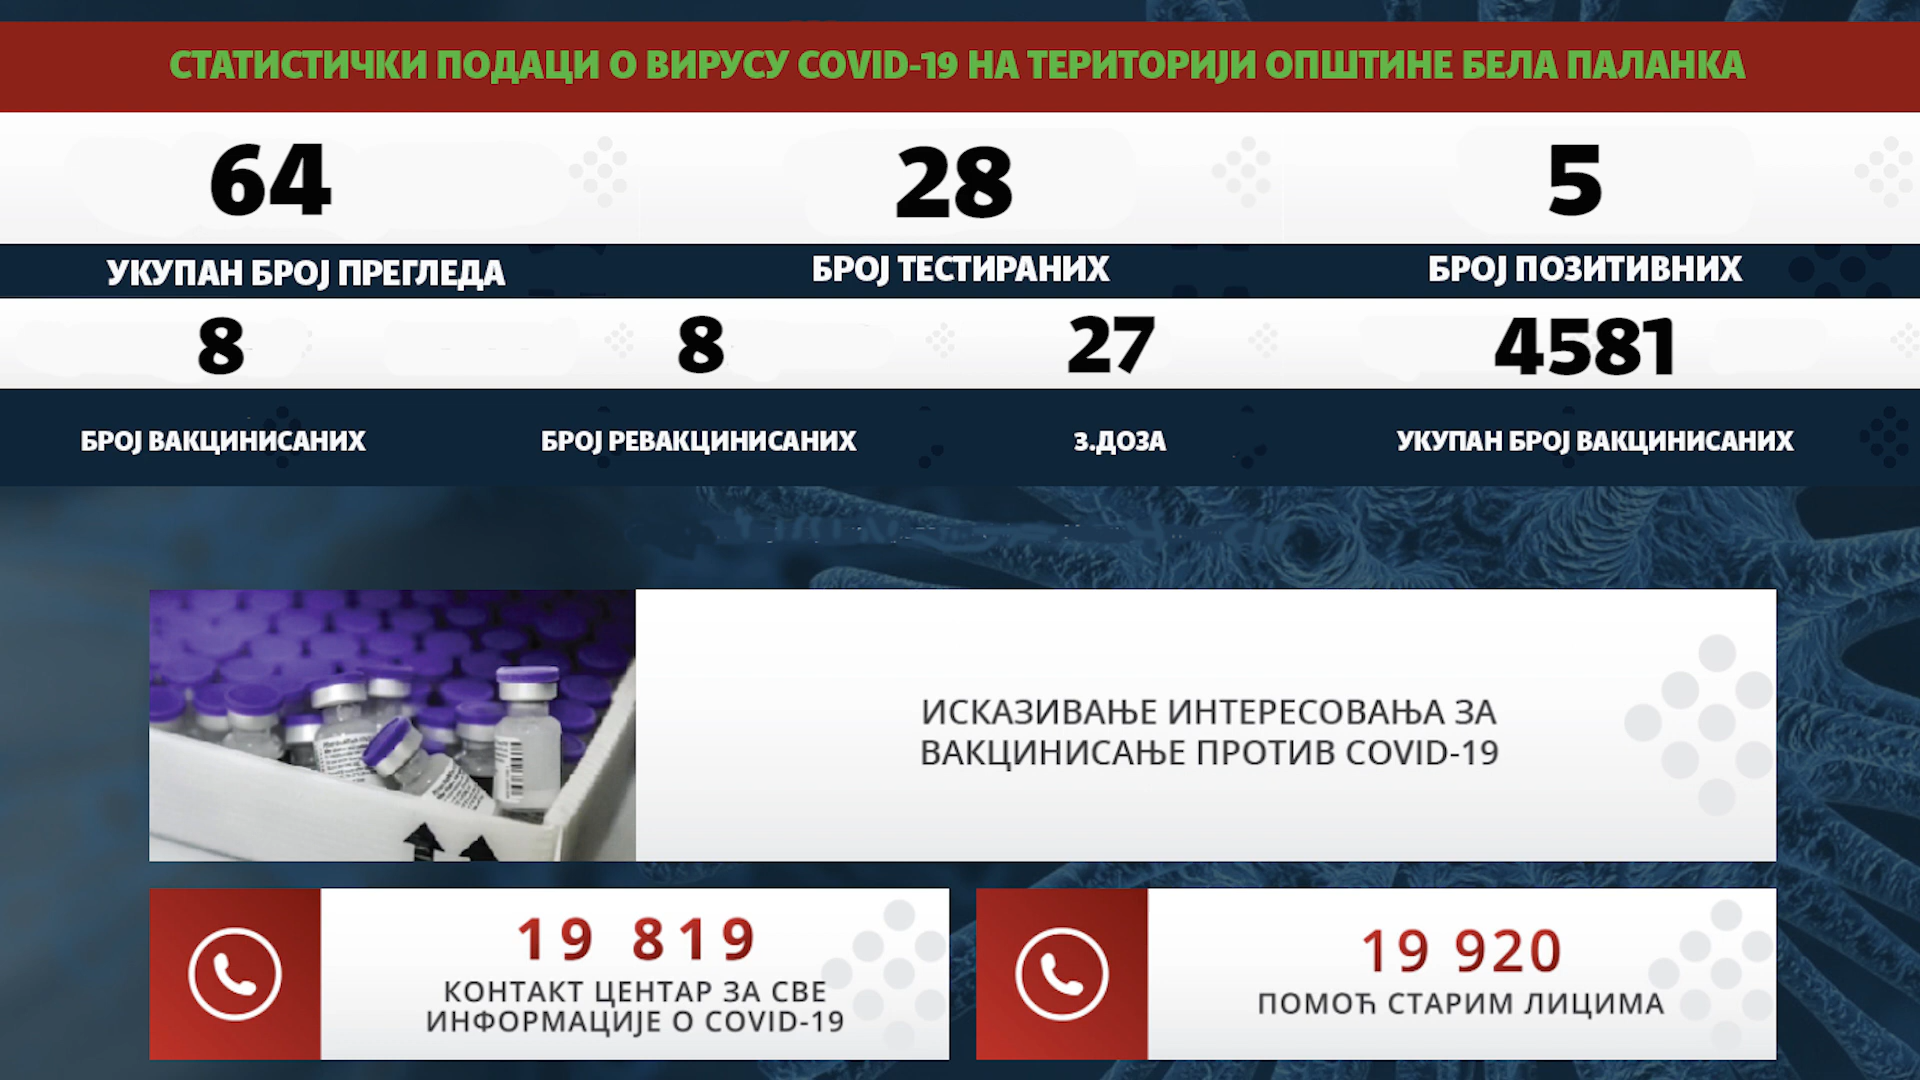 СТАТИСТИЧКИ ПОДАЦИ О ВИРУСУ COVID-19 НА ТЕРИТОРИЈИ ОПШТИНЕ БЕЛА ПАЛАНКА
64 28 5
УКУПАН БРОЈ ПРЕГЛЕДА БРОЈ ТЕСТИРАНИХ БРОЈ ПОЗИТИВНИХ
8 8 27 4581
БРОЈ ВАКЦИНИСАНИХ БРОЈ РЕВАКЦИНИСАНИХ 3.ДОЗА УКУПАН БРОЈ ВАКЦИНИСАНИХ
ИСКАЗИВАЊЕ ИНТЕРЕСОВАЊА ЗА
ВАКЦИНИСАЊЕ ПРОТИВ COVID-19
19 819
КОНТАКТ ЦЕНТАР ЗА СВЕ
ИНФОРМАЦИЈЕ О COVID-19
19 920
ПОМОЋ СТАРИМ ЛИЦИМА